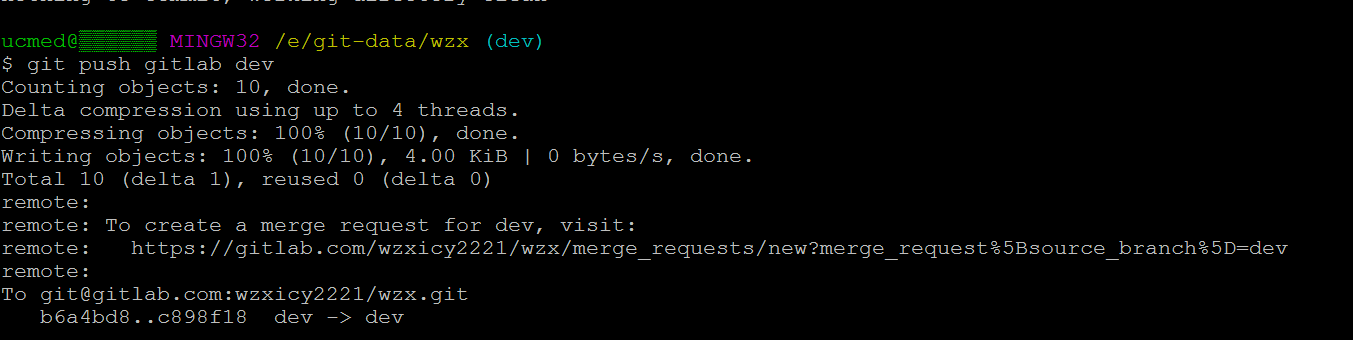 ucmed@ MINGW32 /e/git-data/wzx (dev)
$ git push gitlab dev
Counting objects: 10, done.
Delta compression using up to 4 threads.
Compressing objects: 100% (10/10), done.
Writing objects: 100% (10/10), 4.00 KiB | 0 bytes/s, done.
Total 10 (delta 1), reused 0 (delta 0)
remote:
remote: To create a merge request for dev, visit:
remote:   https://gitlab.com/wzxicy2221/wzx/merge_requests/new?merge_request%5Bsource_branch%5D=dev
remote:
To git@gitlab.com:wzxicy2221/wzx.git
   b6a4bd8..c898f18  dev -> dev